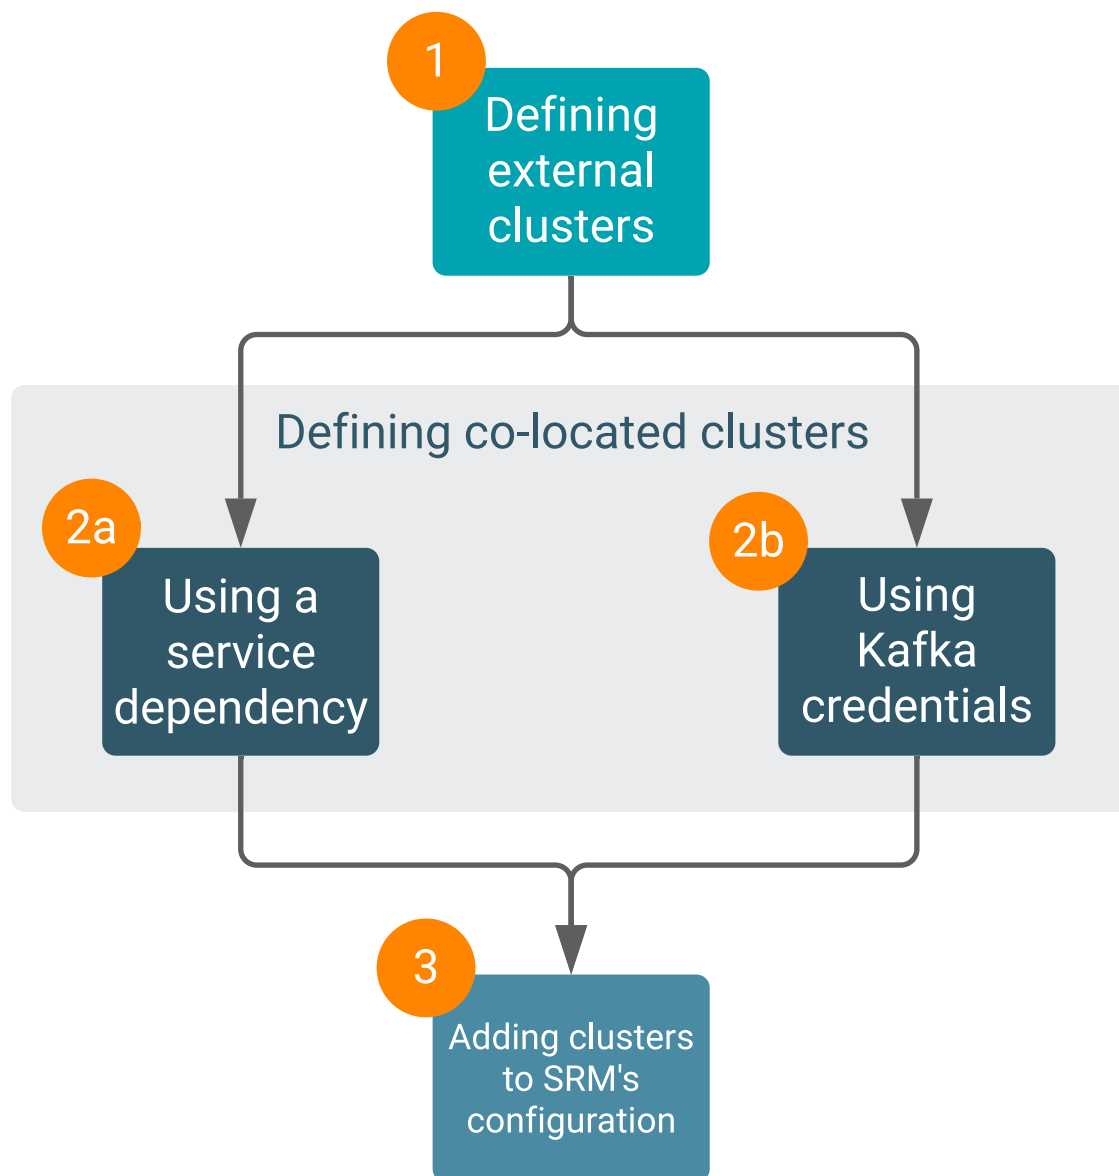 1
Defining
external
clusters
Defining co-located clusters
2a
Using a
service
dependency
2b
Using
Kafka
credentials
3
Adding clusters
to SRM's
configuration